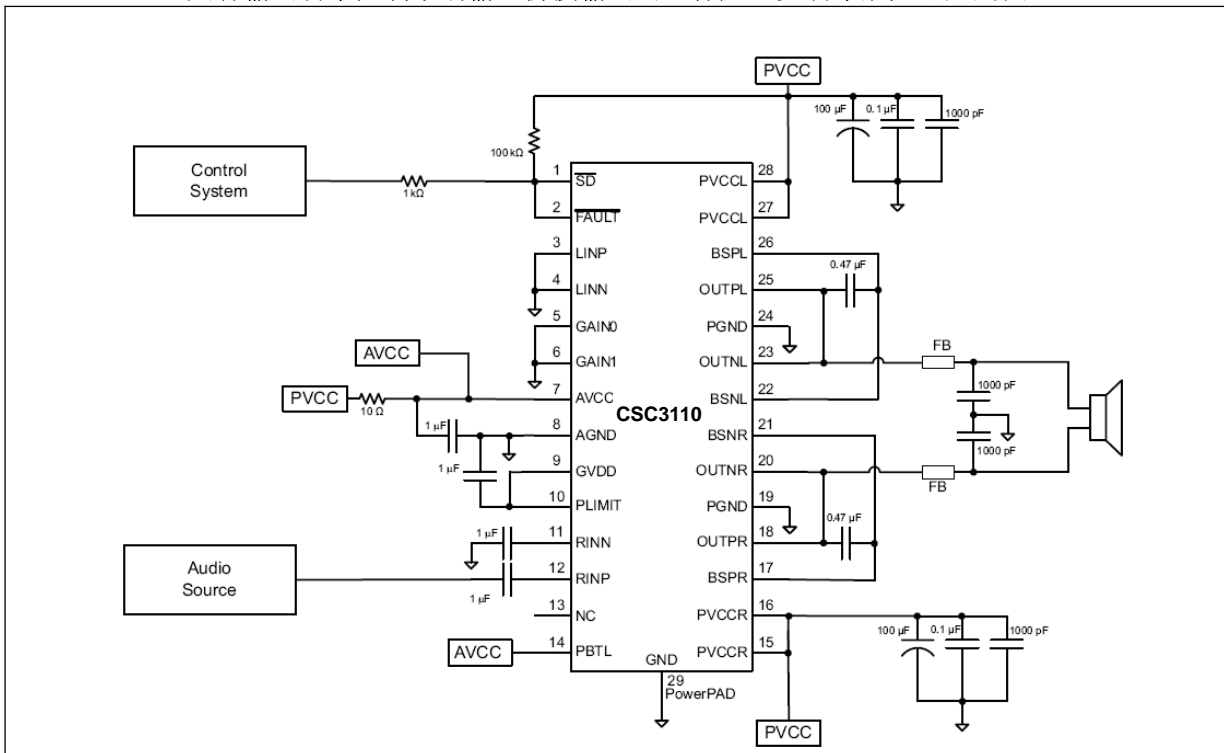 PVCC
100 µF
0.1 µF
1000 pF
100 kΩ
Control
System
1 kΩ
1
SD
2
FAULT
3
LINP
4
LINN
5
GAIN0
6
GAIN1
7
AVCC
8
AGND
9
GVDD
10
PLIMIT
11
RINN
12
RINP
13
NC
14
PBTL
AVCC
PVCC
10 Ω
1 µF
1 µF
1 µF
1 µF
Audio
Source
AVCC
CSC3110
GND
29
PowerPAD
28
PVCCL
27
PVCCL
26
BSPL
25
OUTPL
24
PGND
23
OUTNL
22
BSNL
21
BSNR
20
OUTNR
19
PGND
18
OUTPR
17
BSPR
16
PVCCR
15
PVCCR
0.47 µF
FB
1000 pF
1000 pF
FB
0.47 µF
100 µF
0.1 µF
1000 pF
PVCC